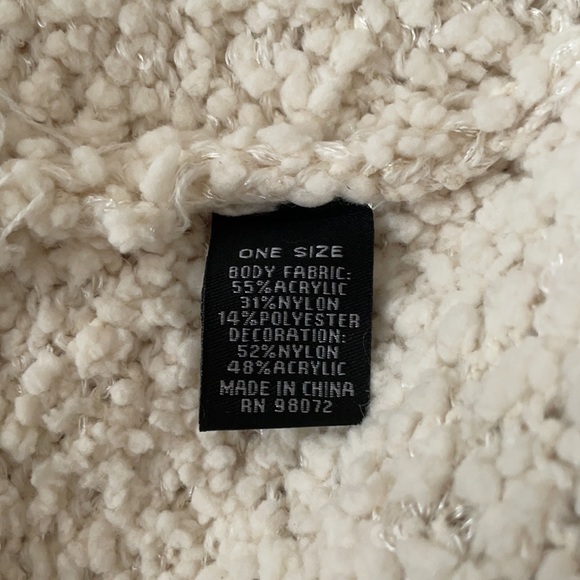 ONE SIZE
BODY FABRIC:
55%ACRYLIC
31%NYLON
14%POLYESTER
DECORATION:
52%NYLON
48%ACRYLIC
MADE IN CHINA
RN 98072